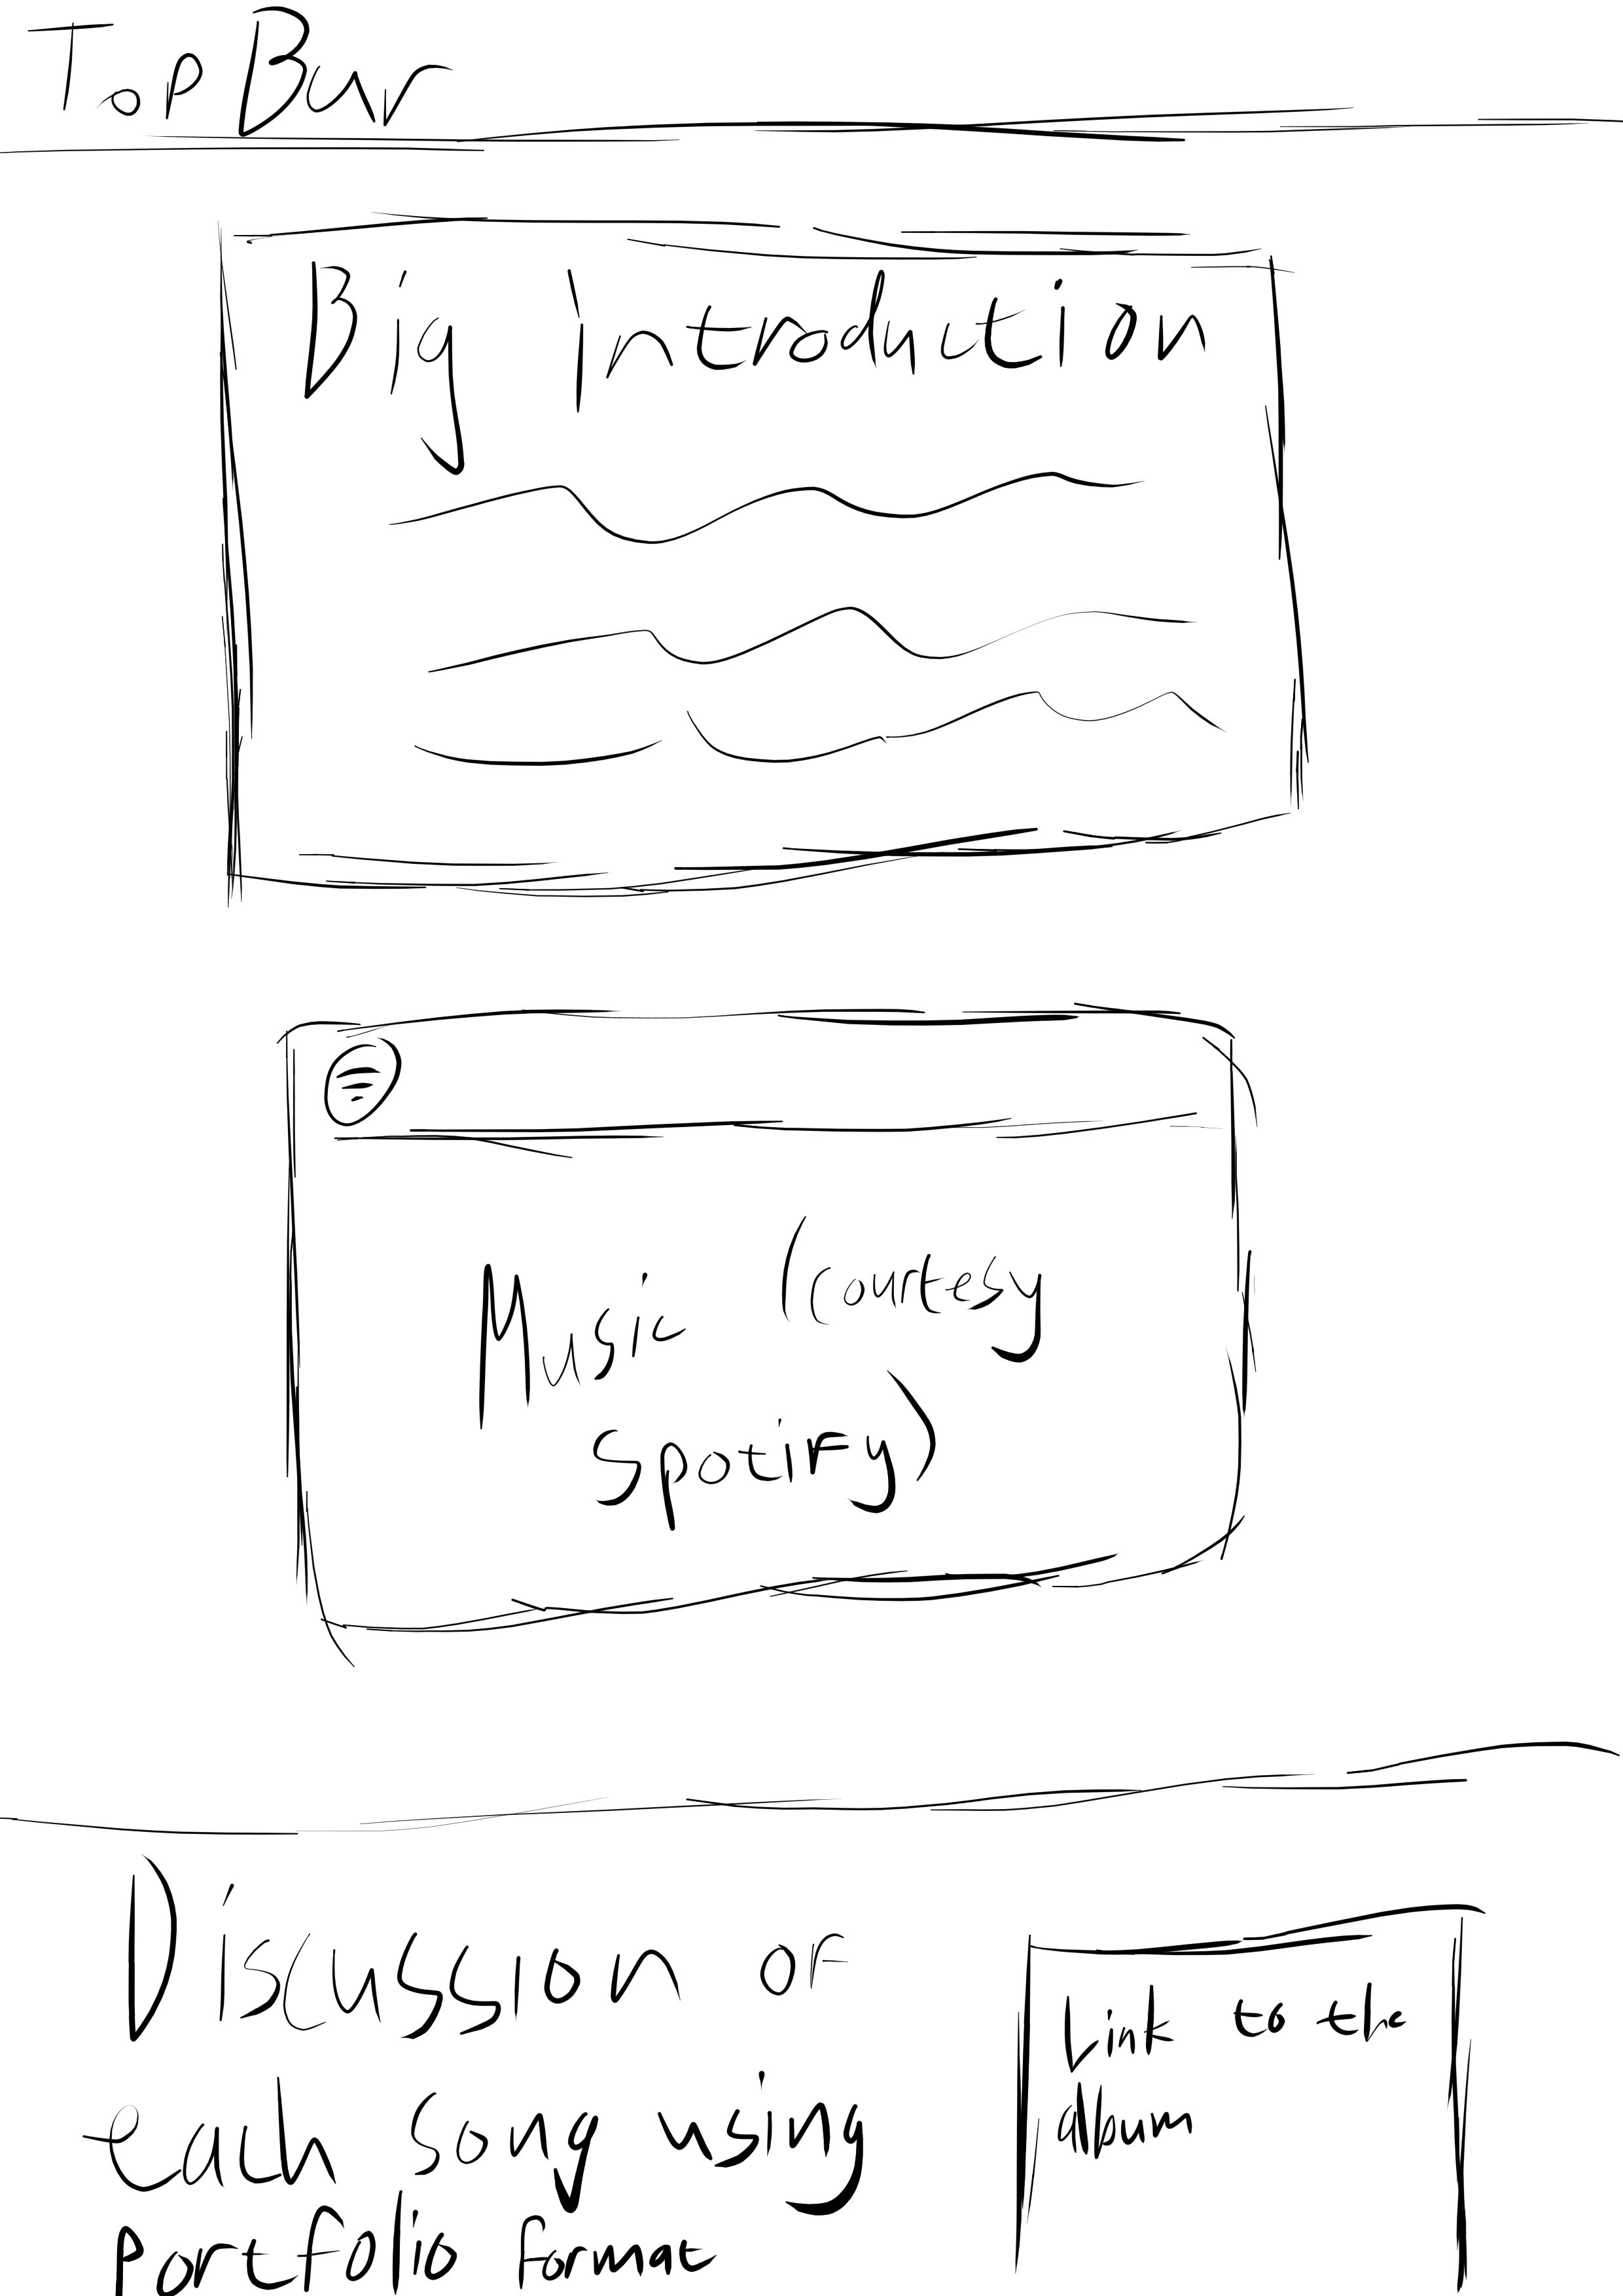 Top Bar
Big Introduction
Music (Courtesy
Spotify)
Discussion of
each song using
portfolio format
Link to the
album